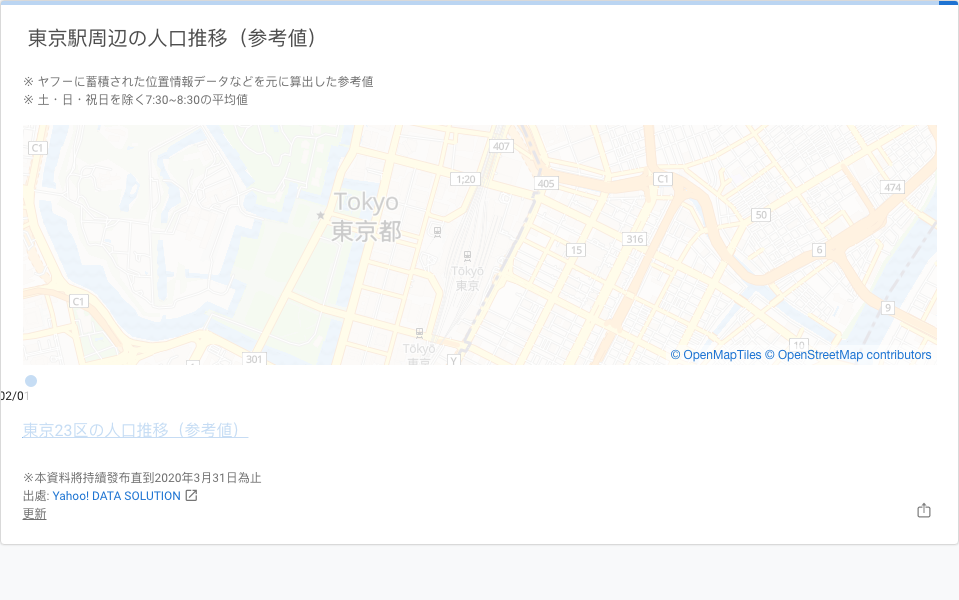 東京駅周辺の人口推移（参考値）
※ ヤフーに蓄積された位置情報データなどを元に算出した参考値
※ 土・日・祝日を除く7:30~8:30の平均値
C1
407
1;20
405
C1
474
Tokyo
東京都
50
316
15
6
Tōkyō
東京
C1
9
10
Tōkyō
東京
301
Y
© OpenMapTiles © OpenStreetMap contributors
02/01
東京23区の人口推移（参考値）
※本資料將持續發布直到2020年3月31日為止
出處: Yahoo! DATA SOLUTION
更新